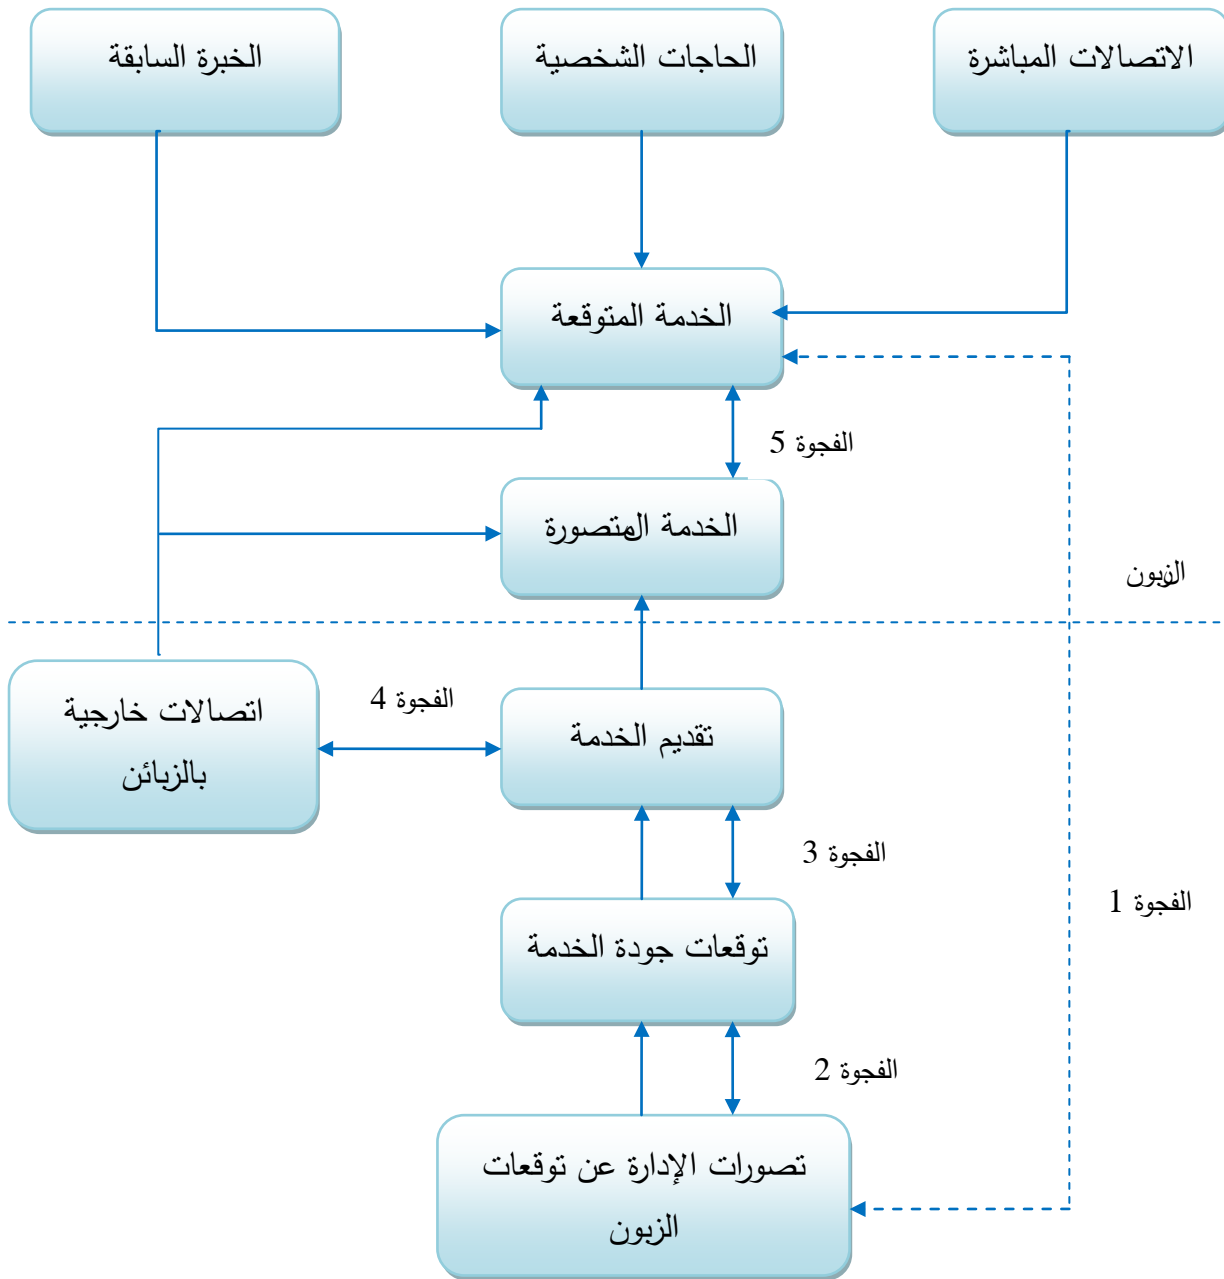 الاتصالات المباشرة
الحاجات الشخصية
الخبرة السابقة
الخدمة المتوقعة
الفجوة 5
الخدمة المتصورة
الزبون
اتصالات خارجية
بالزبائن
الفجوة 4
تقديم الخدمة
الفجوة 3
الفجوة 1
توقعات جودة الخدمة
الفجوة 2
تصورات الإدارة عن توقعات
الزبون